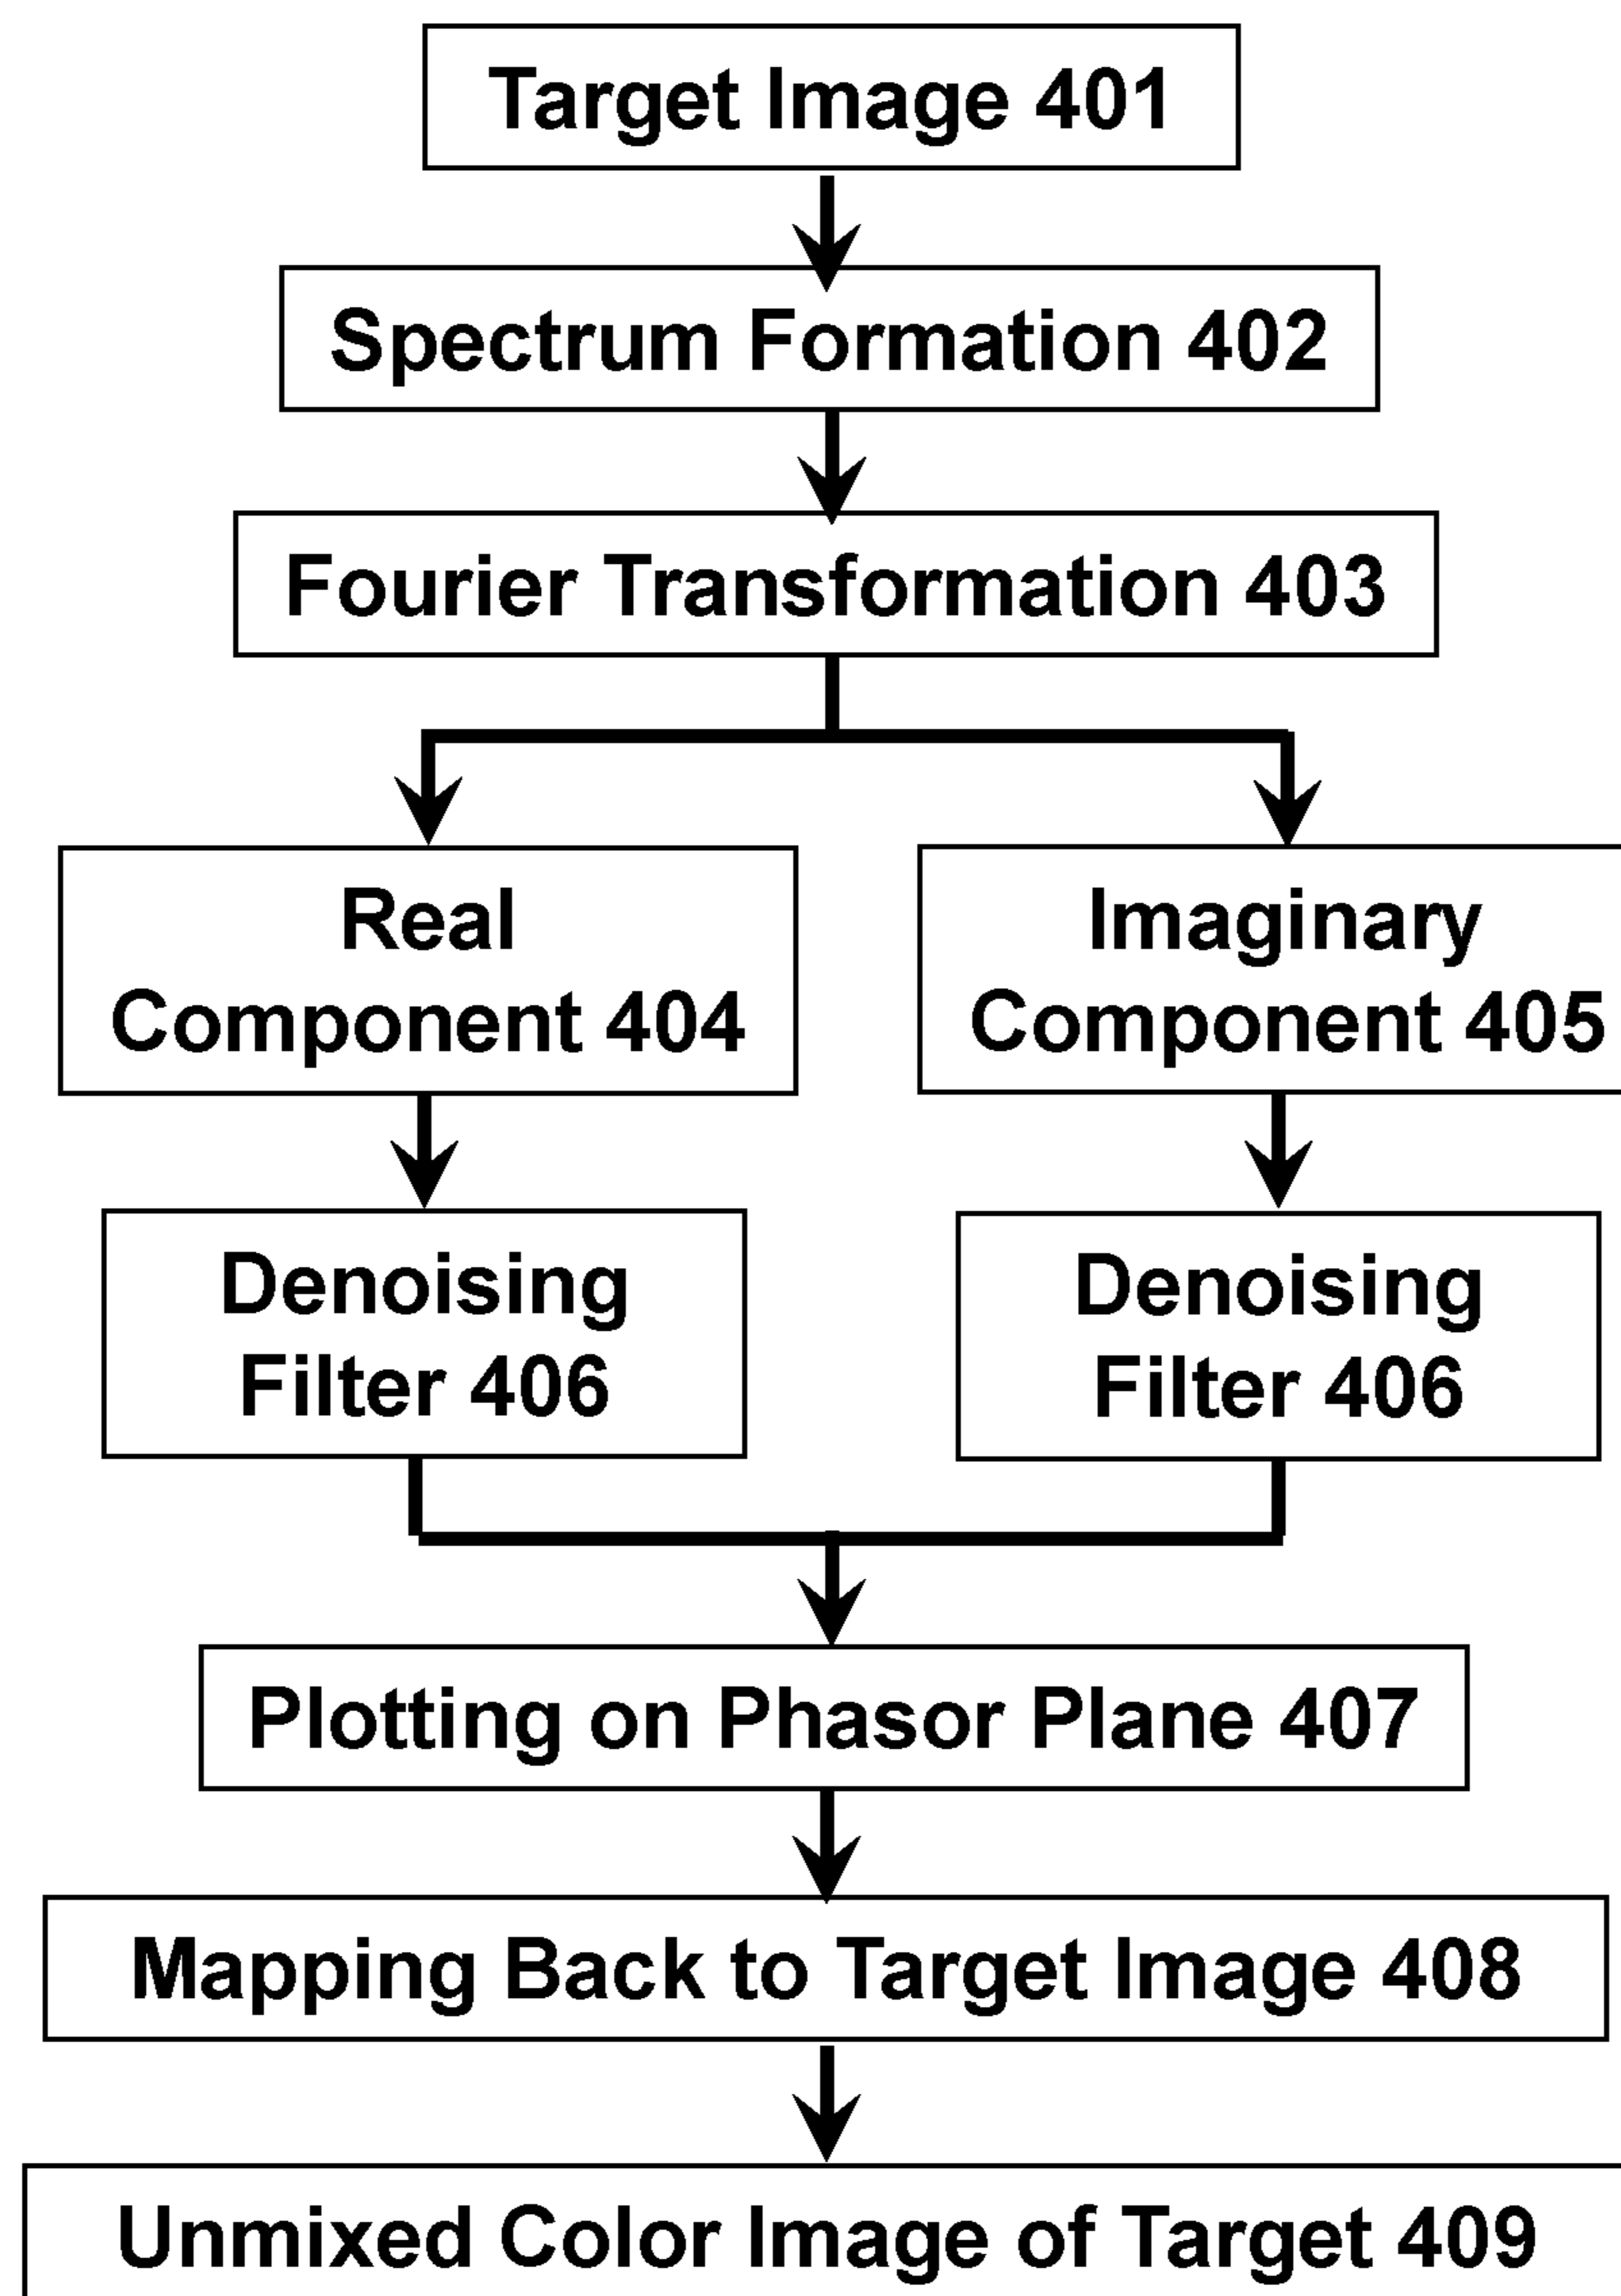 Target Image 401
Spectrum Formation 402
Fourier Transformation 403
Real
Component 404
Imaginary
Component 405
Denoising
Filter 406
Denoising
Filter 406
Plotting on Phasor Plane 407
Mapping Back to Target Image 408
Unmixed Color Image of Target 409